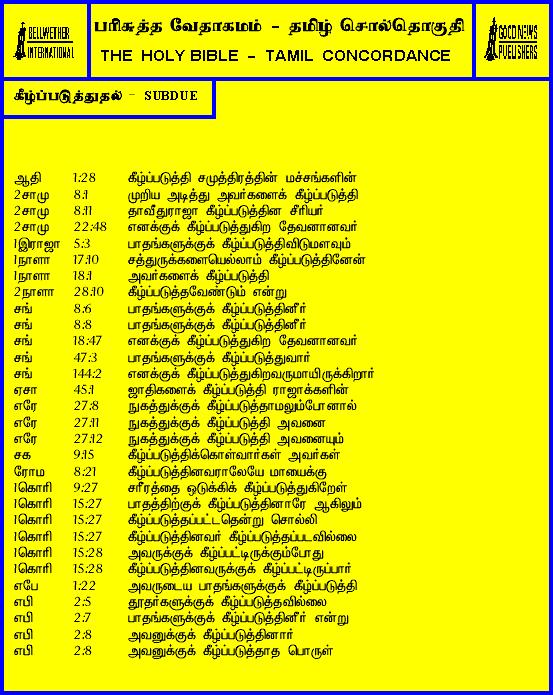 BELLWETHER
INTERNATIONAL
பரிசுத்த வேதாகமம் - தமிழ் சொல்தொகுதி
THE HOLY BIBLE - TAMIL CONCORDANCE
GOOD NEWS
PUBLISHERS
கீழ்ப்படுத்துதல் - SUBDUE
ஆதி 1:28 கீழ்ப்படுத்தி சமுத்திரத்தின் மச்சங்களின்
2சாமு 8:1 முறிய அடித்து அவர்களைக் கீழ்ப்படுத்தி
2சாமு 8:11 தாவீதுராஜா கீழ்ப்படுத்தின சீரியர்
2சாமு 22:48 எனக்குக் கீழ்ப்படுத்துகிற தேவனானவர்
1இராஜா 5:3 பாதங்களுக்குக் கீழ்ப்படுத்திவிடுமளவும்
1நாளா 17:10 சத்துருக்களையெல்லாம் கீழ்ப்படுத்தினேன்
1நாளா 18:1 அவர்களைக் கீழ்ப்படுத்தி
2நாளா 28:10 கீழ்ப்படுத்தவேண்டும் என்று
சங் 8:6 பாதங்களுக்குக் கீழ்ப்படுத்தினீர்
சங் 8:8 பாதங்களுக்குக் கீழ்ப்படுத்தினீர்
சங் 18:47 எனக்குக் கீழ்ப்படுத்துகிற தேவனானவர்
சங் 47:3 பாதங்களுக்குக் கீழ்ப்படுத்துவார்
சங் 144:2 எனக்குக் கீழ்ப்படுத்துகிறவருமாயிருக்கிறார்
ஏசா 45:1 ஜாதிகளைக் கீழ்ப்படுத்தி ராஜாக்களின்
எரே 27:8 நுகத்துக்குக் கீழ்ப்படுத்தாமலும்போனால்
எரே 27:11 நுகத்துக்குக் கீழ்ப்படுத்தி அவனை
எரே 27:12 நுகத்துக்குக் கீழ்ப்படுத்தி அவனையும்
சக 9:15 கீழ்ப்படுத்திக்கொள்வார்கள் அவர்கள்
ரோம 8:21 கீழ்ப்படுத்தினவராலேயே மாயைக்கு
1கொரி 9:27 சரீரத்தை ஒடுக்கிக் கீழ்ப்படுத்துகிறேள்
1கொரி 15:27 பாதத்திற்குக் கீழ்ப்படுத்தினாரே ஆகிலும்
1கொரி 15:27 கீழ்ப்படுத்தப்பட்டதென்று சொல்லி
1கொரி 15:27 கீழ்ப்படுத்தினவர் கீழ்ப்படுத்தப்படவில்லை
1கொரி 15:28 அவருக்குக் கீழ்ப்பட்டிருக்கும்போது
1கொரி 15:28 கீழ்ப்படுத்தினவருக்குக் கீழ்ப்பட்டிருப்பார்
எபே 1:22 அவருடைய பாதங்களுக்குக் கீழ்ப்படுத்தி
எபி 2:5 தூதர்களுக்குக் கீழ்ப்படுத்தவில்லை
எபி 2:7 பாதங்களுக்குக் கீழ்ப்படுத்தினீர் என்று
எபி 2:8 அவனுக்குக் கீழ்ப்படுத்தினார்
எபி 2:8 அவனுக்குக் கீழ்ப்படுத்தாத பொருள்